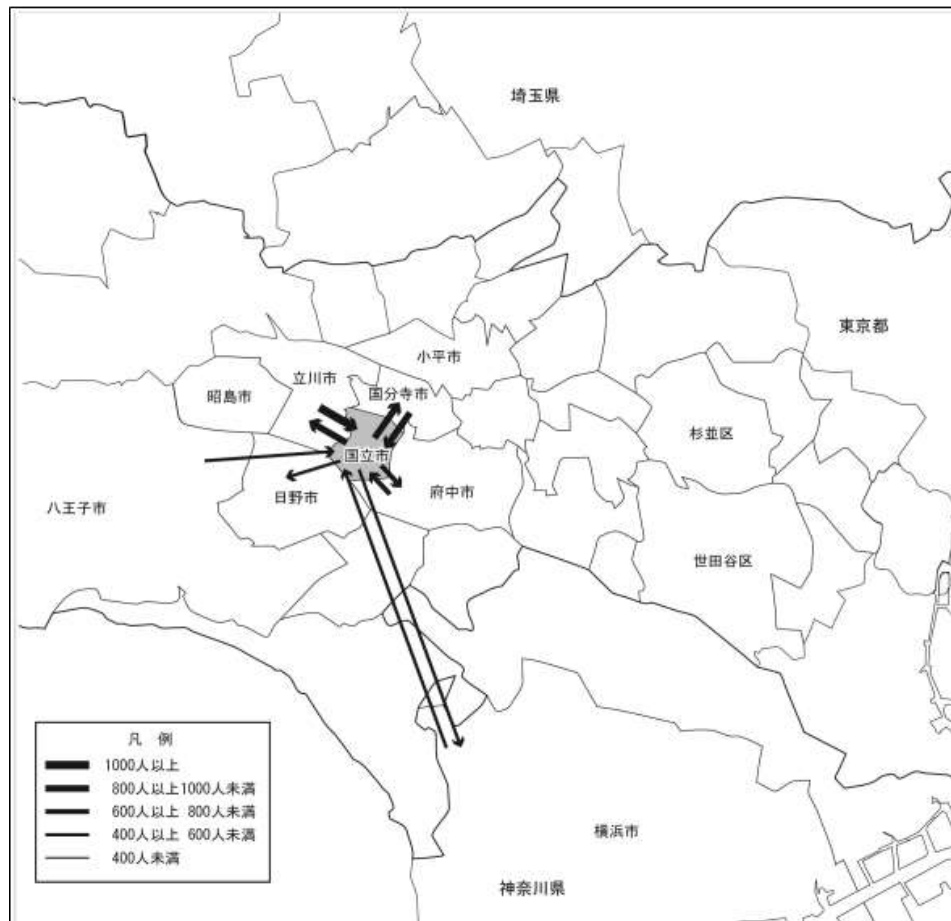 埼玉県
東京都
小平市
立川市
国分寺市
昭島市
杉並区
国立市
府中市
日野市
八王子市
世田谷区
凡 例
1000人以上
800人以上1000人未満
600人以上 800人未満
400人以上 600人未満
400人未満
横浜市
神奈川県